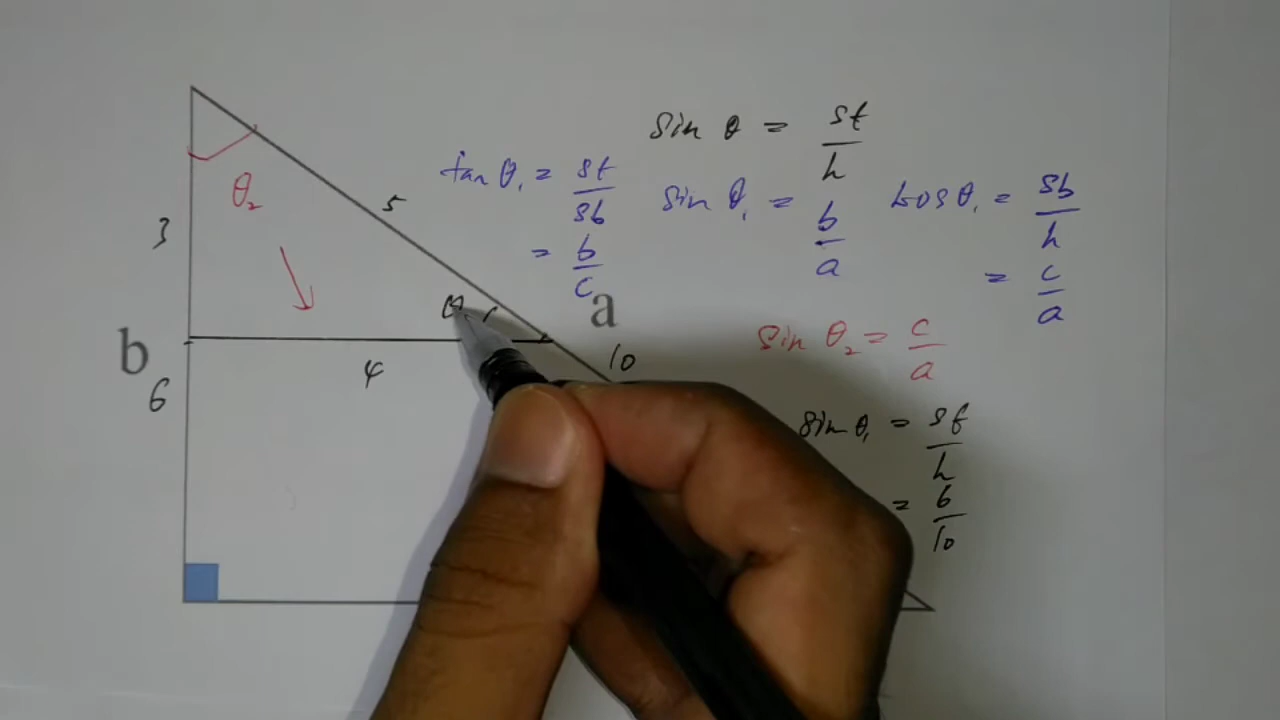 sin θ = st/h
tan θ₁ = st/sb
= b/c
sin θ₁ = b/a
cos θ₁ = sb/h
= c/a
θ₂
3
5
θ₁
a
b
4
10
6
sin θ₂ = c/a
sin θ₁ = st/h
= 6/10